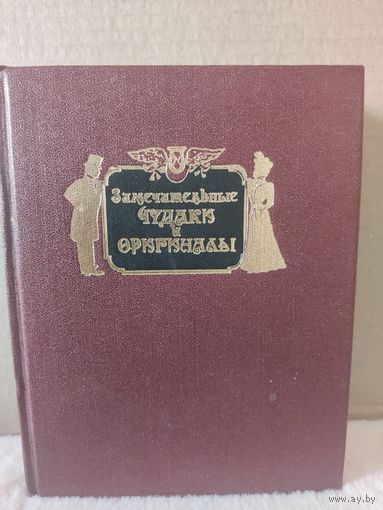 Замечательные
Чудаки
и
Оригиналы
www.ay.by